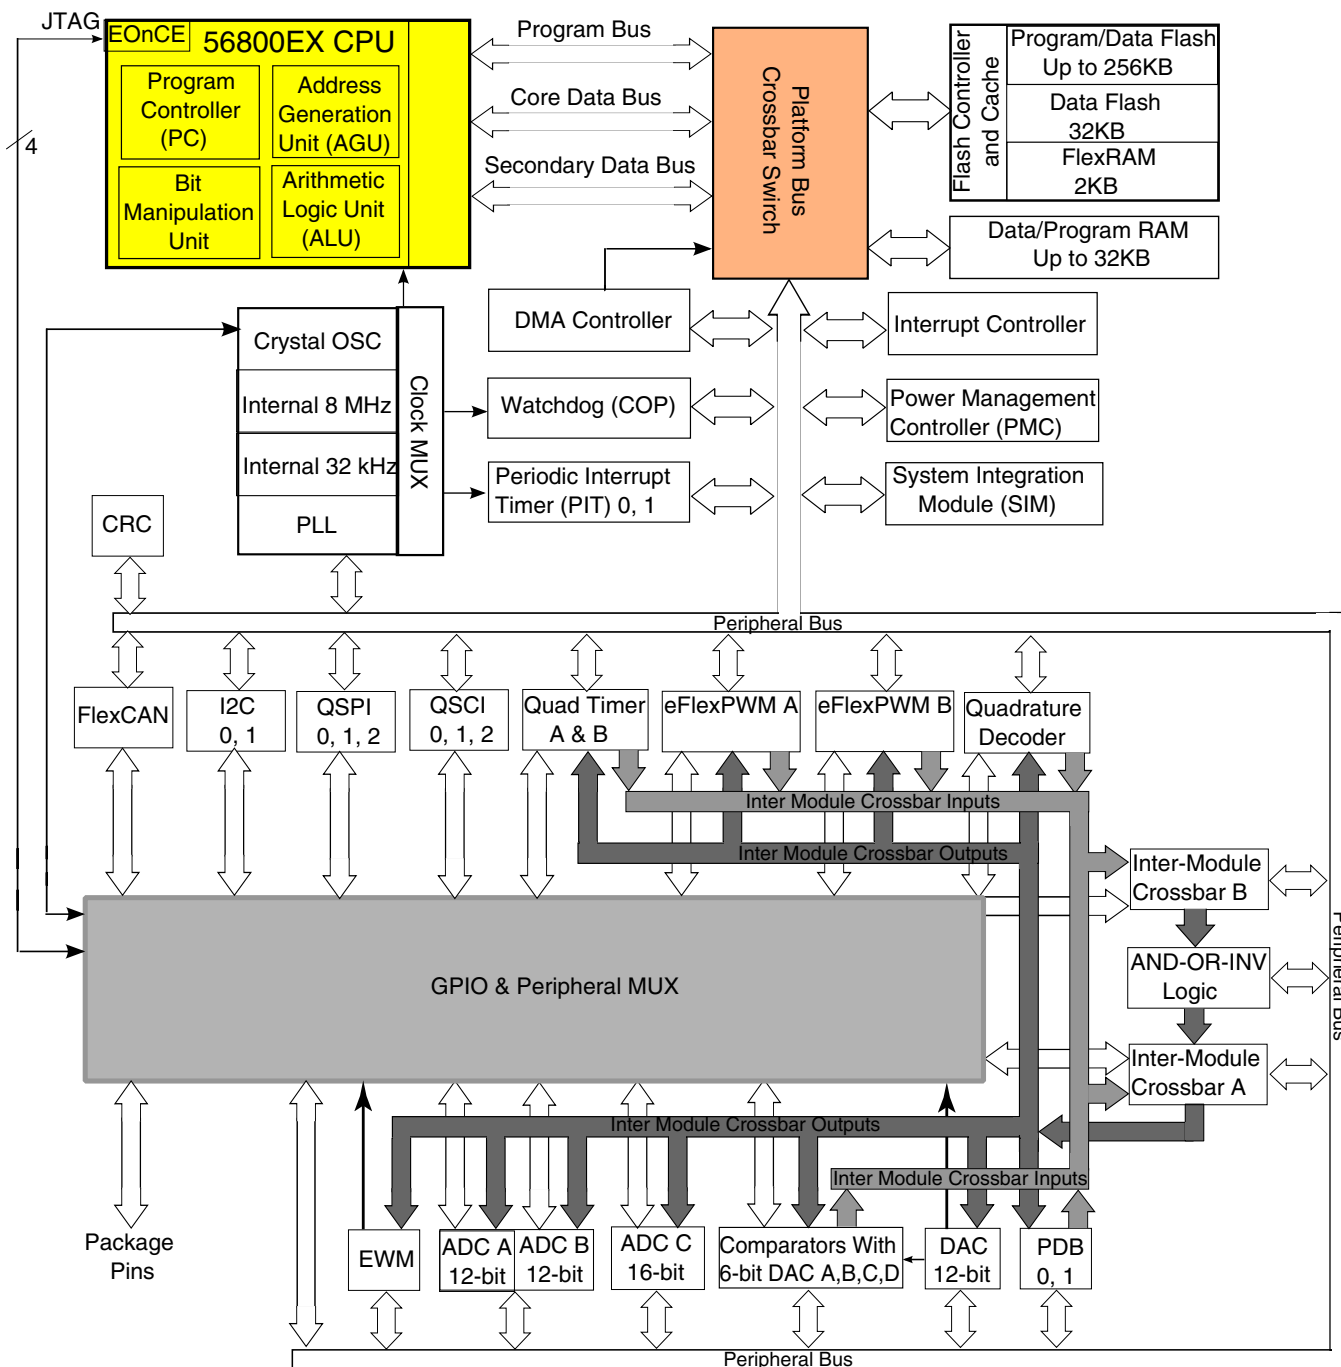 JTAG
EOnCE
56800EX CPU
Program
Controller
(PC)
Address
Generation
Unit (AGU)
Bit
Manipulation
Unit
Arithmetic
Logic Unit
(ALU)
4
Program Bus
Core Data Bus
Secondary Data Bus
Platform Bus
Crossbar Swirch
Flash Controller
and Cache
Program/Data Flash
Up to 256KB
Data Flash
32KB
FlexRAM
2KB
Data/Program RAM
Up to 32KB
DMA Controller
Interrupt Controller
Crystal OSC
Internal 8 MHz
Internal 32 kHz
PLL
Clock MUX
Watchdog (COP)
Power Management
Controller (PMC)
Periodic Interrupt
Timer (PIT) 0, 1
System Integration
Module (SIM)
CRC
Peripheral Bus
FlexCAN
I2C
0, 1
QSPI
0, 1, 2
QSCI
0, 1, 2
Quad Timer
A & B
eFlexPWM A
eFlexPWM B
Quadrature
Decoder
Inter Module Crossbar Inputs
Inter Module Crossbar Outputs
Inter-Module
Crossbar B
GPIO & Peripheral MUX
AND-OR-INV
Logic
Peripheral Bus
Inter-Module
Crossbar A
Inter Module Crossbar Outputs
Inter Module Crossbar Inputs
Package
Pins
EWM
ADC A
12-bit
ADC B
12-bit
ADC C
16-bit
Comparators With
6-bit DAC A,B,C,D
DAC
12-bit
PDB
0, 1
Peripheral Bus